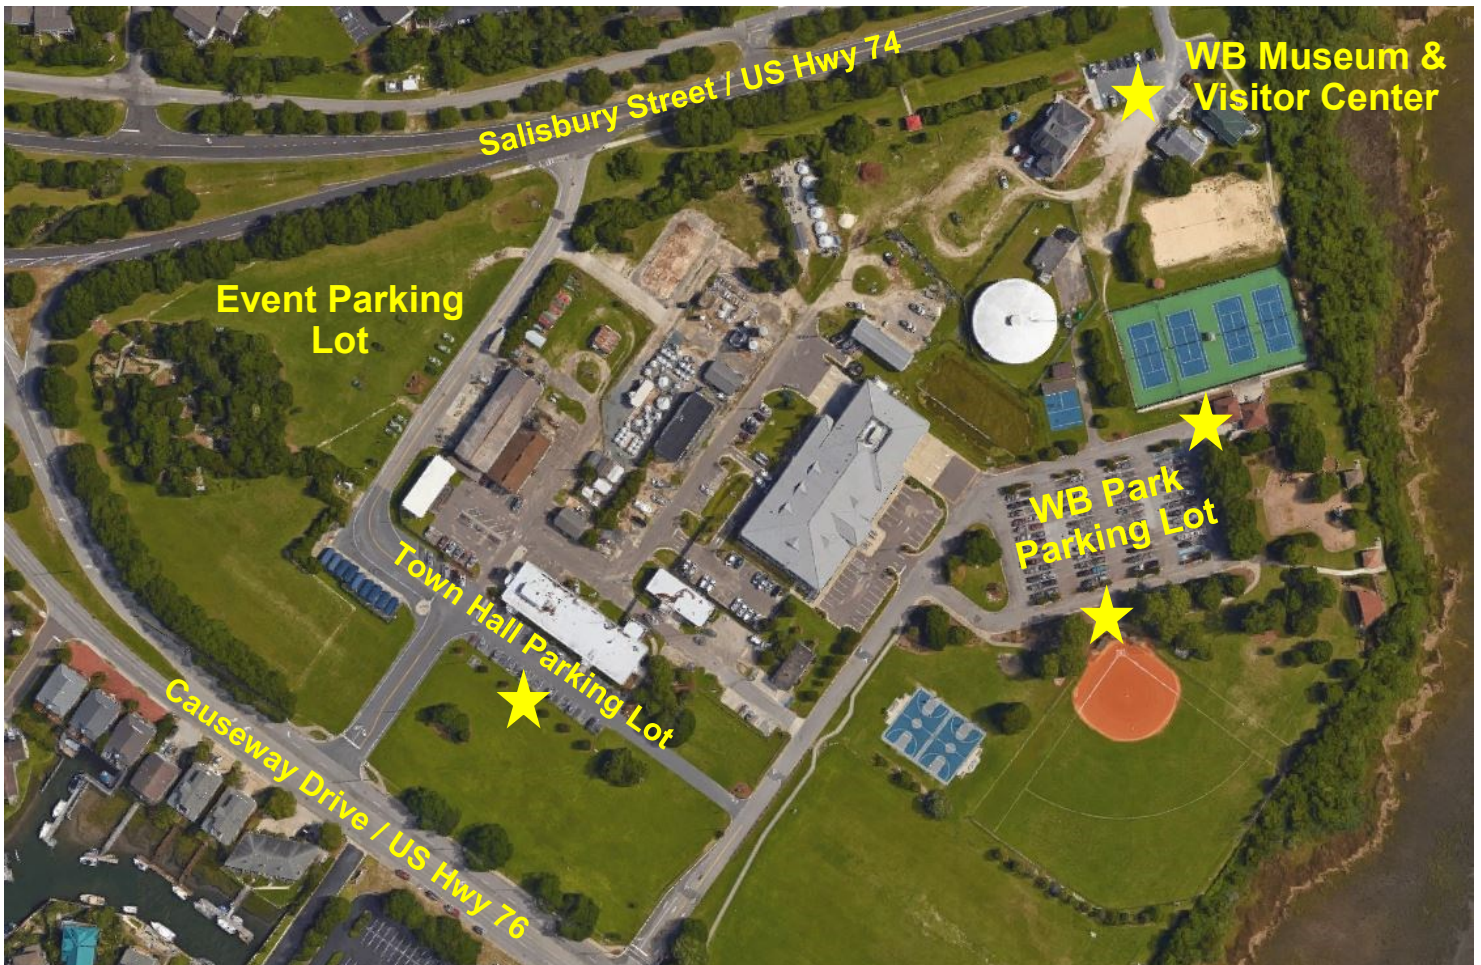 Salisbury Street / US Hwy 74
WB Museum &
Visitor Center
Event Parking
Lot
WB Park
Parking Lot
Town Hall Parking Lot
Causeway Drive / US Hwy 76